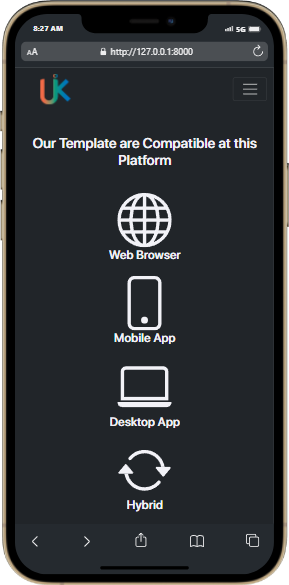 8:27 AM
5G
AA
http://127.0.0.1:8000
UK
Our Template are Compatible at this
Platform
Web Browser
Mobile App
Desktop App
Hybrid